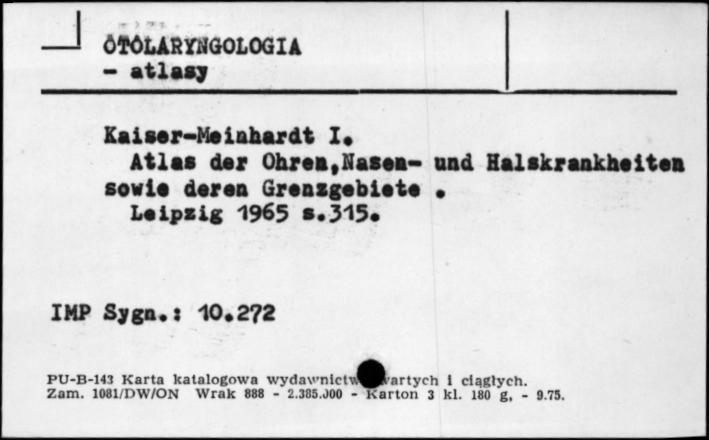 OTOLARYNGOLOGIA
- atlasy
Kaiser-Meinhardt I.
Atlas der Ohren,Nasen- und Halskrankheiten
sowie deren Grenzgebiete .
Leipzig 1965 s.315.
IMP Sygn.: 10.272
PU-B-143 Karta katalogowa i ciągłych.
Zam. 1081/DW/ON Wrak 888 - 2.385.000 - Karton 3 kl. 180 g, - 9.75.